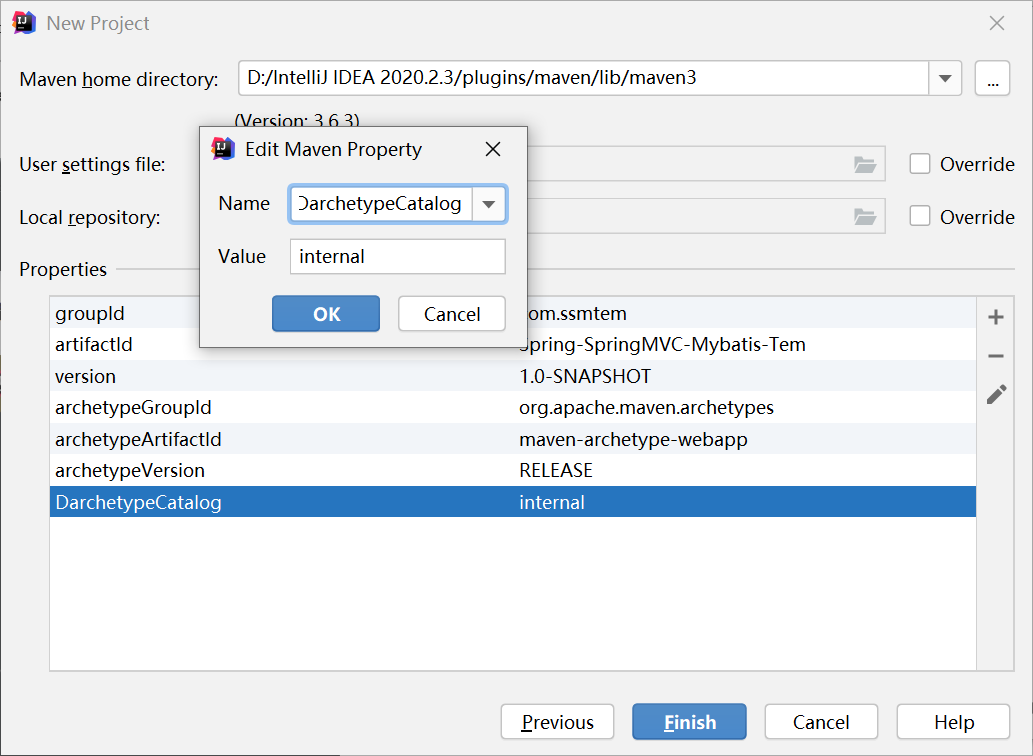 New Project
Maven home directory: D:/IntelliJ IDEA 2020.2.3/plugins/maven/lib/maven3 ...
(Version: 3.6.3)
Edit Maven Property
User settings file: Override
Name DarchetypeCatalog
Local repository: Override
Value internal
Properties
OK Cancel
groupId om.ssmtem
artifactId Spring-SpringMVC-Mybatis-Tem
version 1.0-SNAPSHOT
archetypeGroupId org.apache.maven.archetypes
archetypeArtifactId maven-archetype-webapp
archetypeVersion RELEASE
DarchetypeCatalog internal
Previous Finish Cancel Help